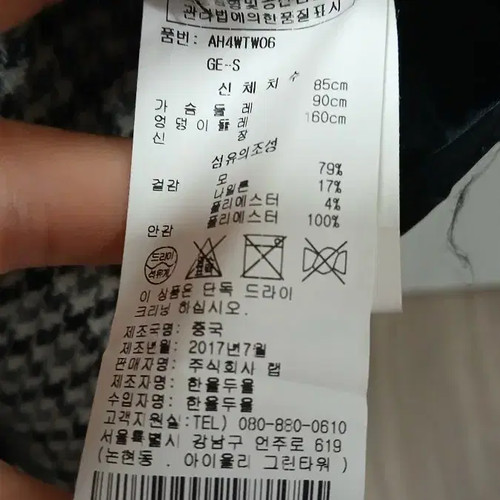 관리법에의한품질표시
품번: AH4WTW06
GE-S
신체치수
가슴둘레 85cm
엉덩이둘레 90cm
신장 160cm
섬유의조성
겉감 모 79%
나일론 17%
폴리에스터 4%
안감 폴리에스터 100%
드라이
석유계
이 상품은 단독 드라이
크리닝 하십시오.
제조국명: 중국
제조년월: 2017년7월
판매자명: 주식회사 랩
제조자명: 한올두올
수입자명: 한올두올
고객지원실:TEL) 080-880-0610
서울특별시 강남구 언주로 619
(논현동 . 아이올리 그린타워 )